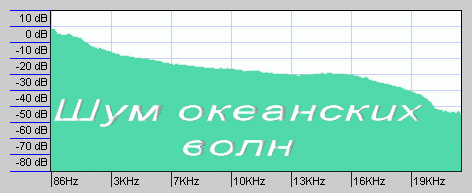 10 dB
0 dB
-10 dB
-20 dB
-30 dB
-40 dB
-50 dB
-60 dB
-70 dB
-80 dB
Шум океанских
волн
86Hz 3KHz 7KHz 10KHz 13KHz 16KHz 19KHz